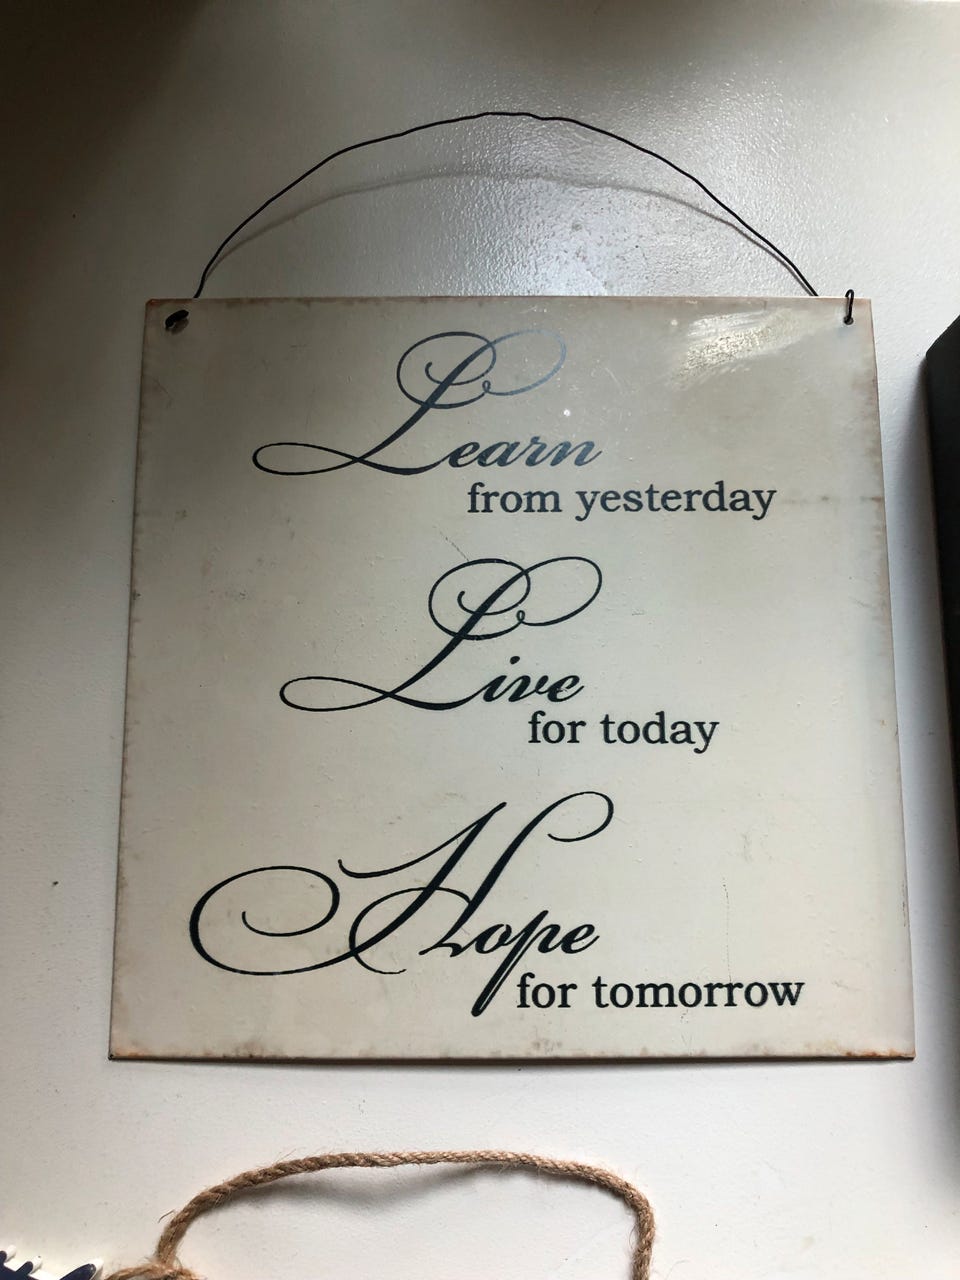 Learn
from yesterday
Live
for today
Hope
for tomorrow